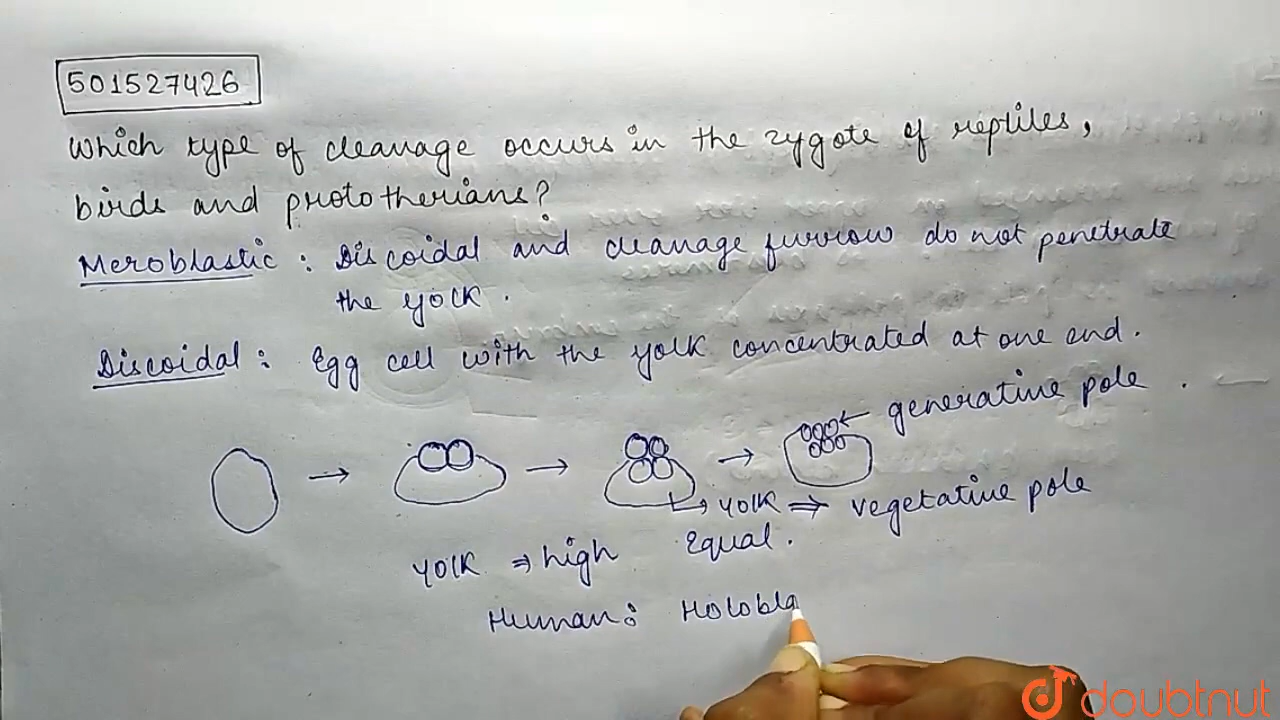 501527426
Which type of cleavage occurs in the zygote of reptiles,
birds and prototherians?
Meroblastic : Discoidal and cleavage furrow do not penetrate
the yolk.
Discoidal : Egg cell with the yolk concentrated at one end.
generative pole.
yolk ⇒ vegetative pole
yolk ⇒ high Equal.
Human : Holobla
doubtnut